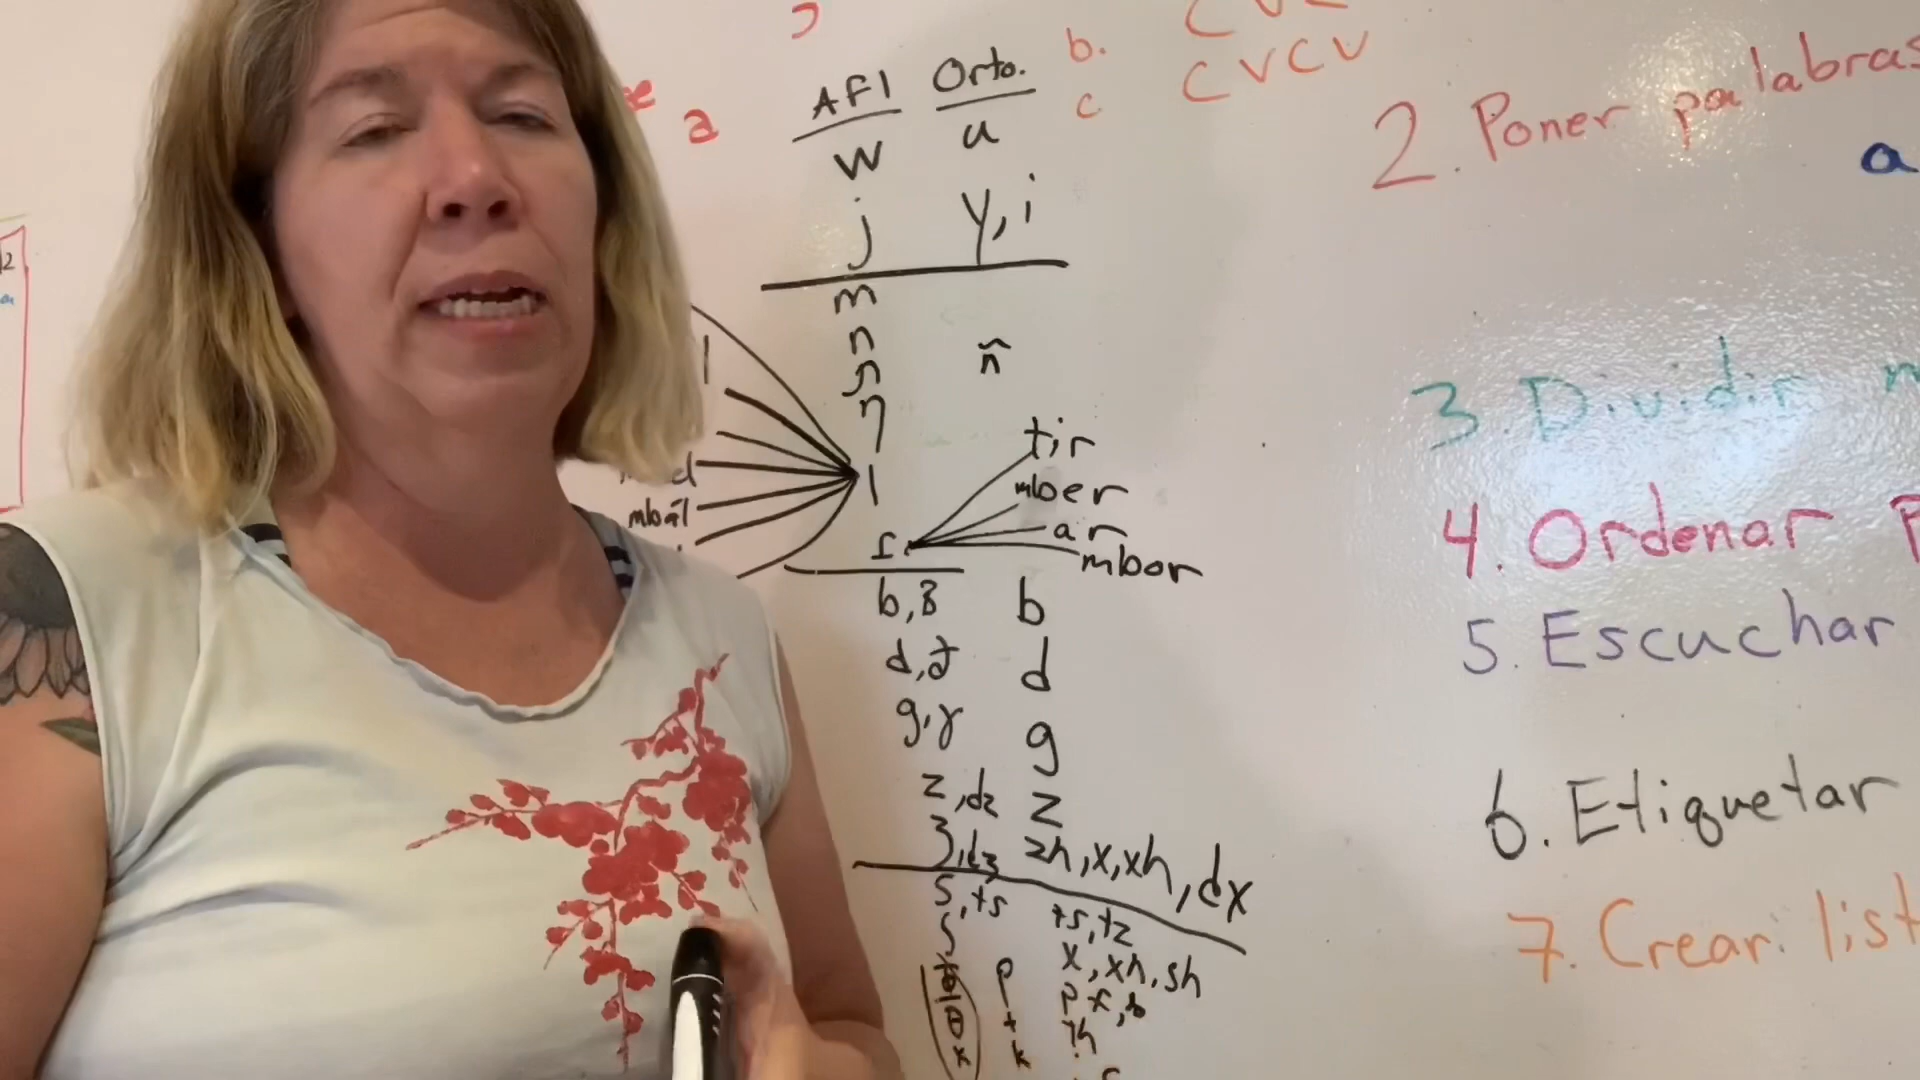 CVCV
AFI Orto. b.
a c
w u
j y, i
m
n
ɲ ñ
ŋ
l
mbal
ɾ tir
mber
ar
mbor
b, β b
d, ð d
g, ɣ g
z, dz z
ʒ, dʒ zh, x, xh, dx
s, ts ts, tz
ʃ x, xh, sh
p
t th
x k
2. Poner palabras
a
3. Dividir
4. Ordenar P
5. Escuchar
6. Etiquetar
7. Crear list